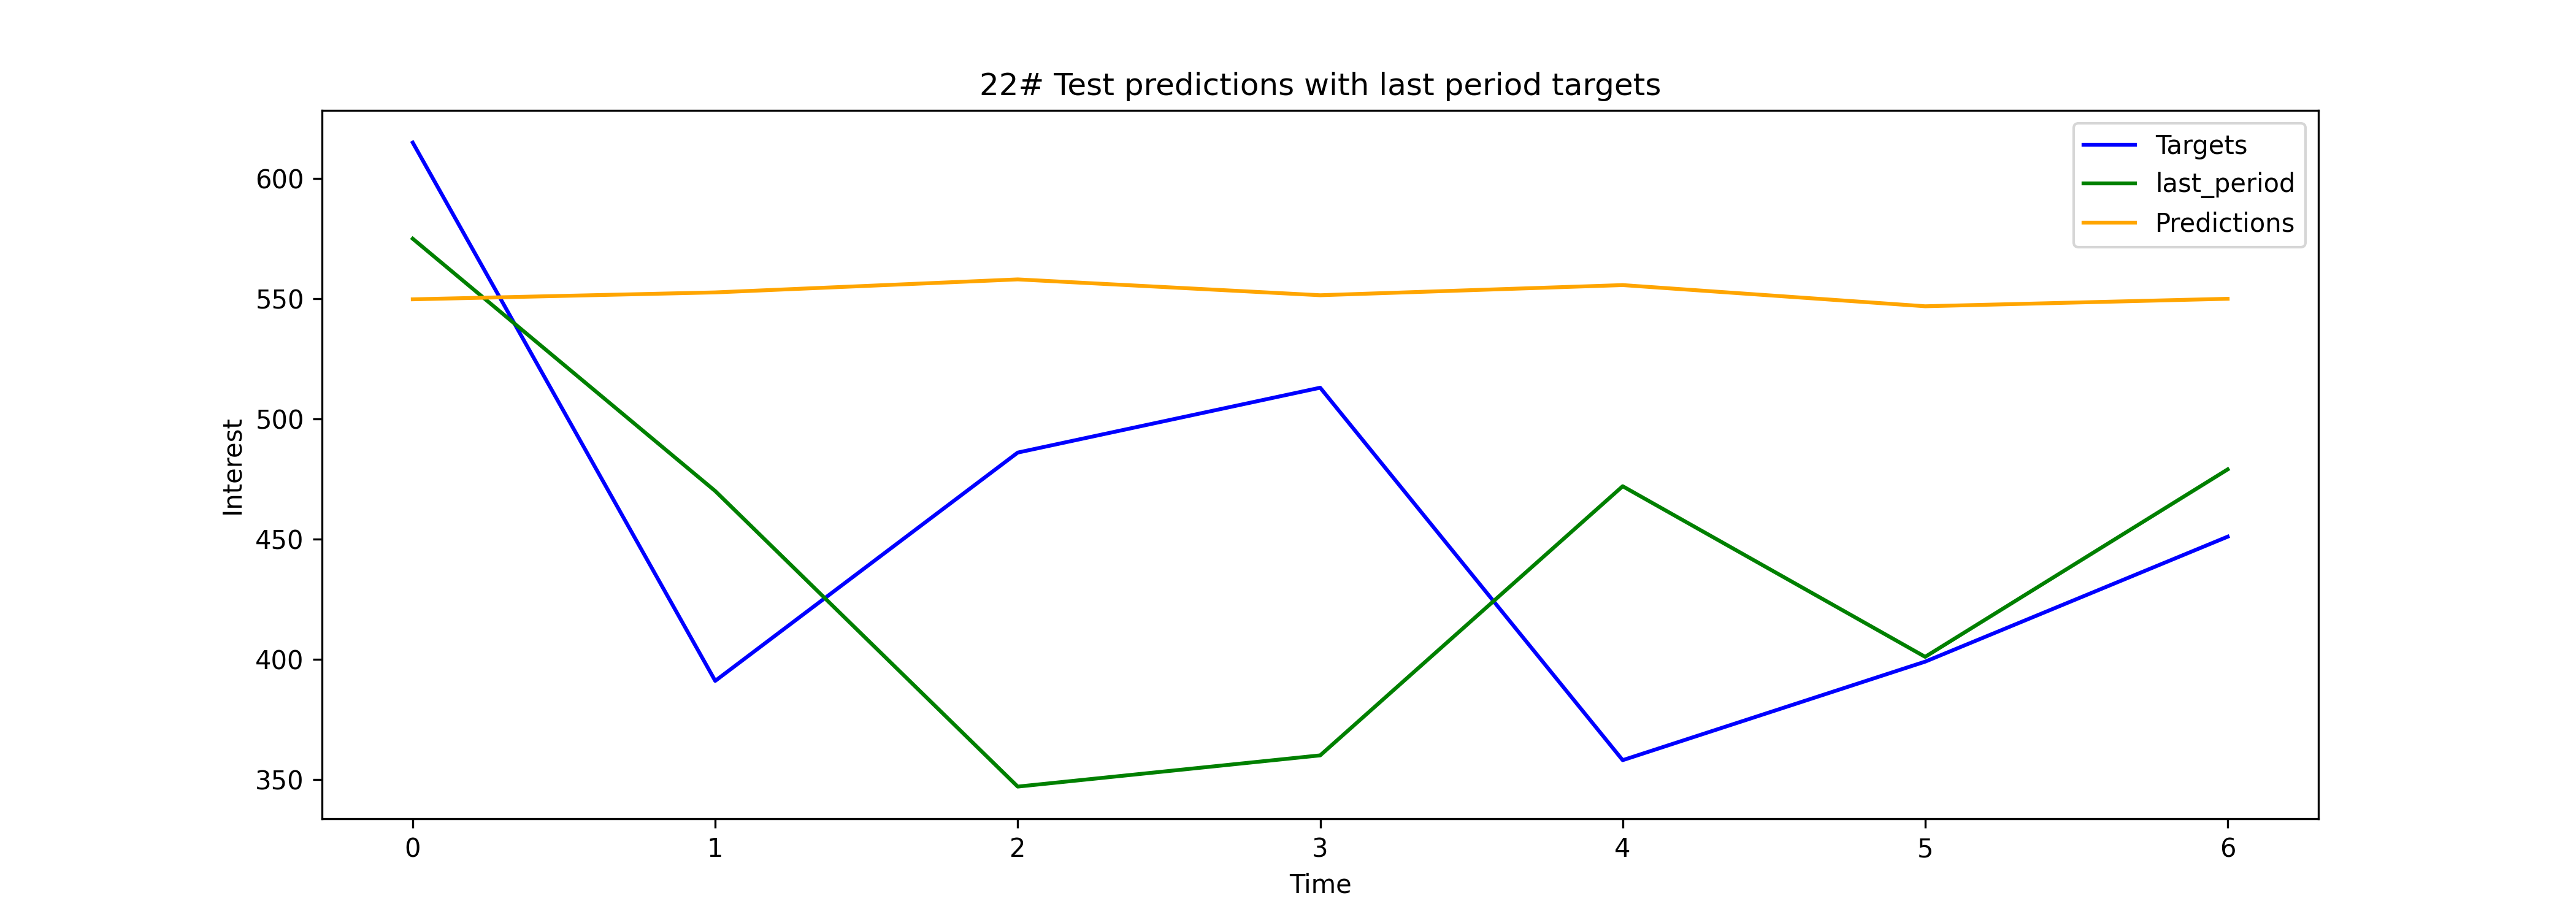 22# Test predictions with last period targets
Targets
last_period
Predictions
600
550
500
450
400
350
Interest
0 1 2 3 4 5 6
Time